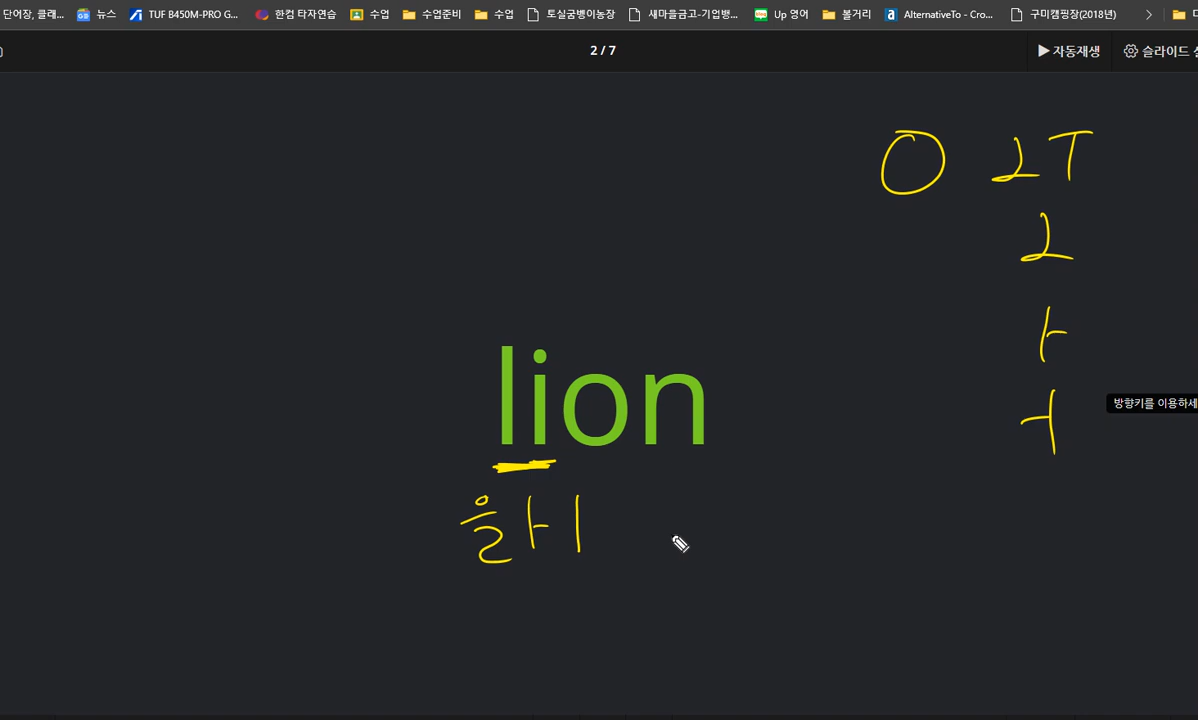 단어장, 클래... 뉴스 TUF B450M-PRO G... 한컴 타자연습 수업 수업준비 수업 토실굼벵이농장 새마을금고-기업뱅... Up 영어 볼거리 AlternativeTo - Cro... 구미캠핑장(2018년)
2 / 7 자동재생 슬라이드
O ㅗT
ㅗ
ㅏ
방향키를 이용하세
ㅓ
lion
을ㅏㅣ